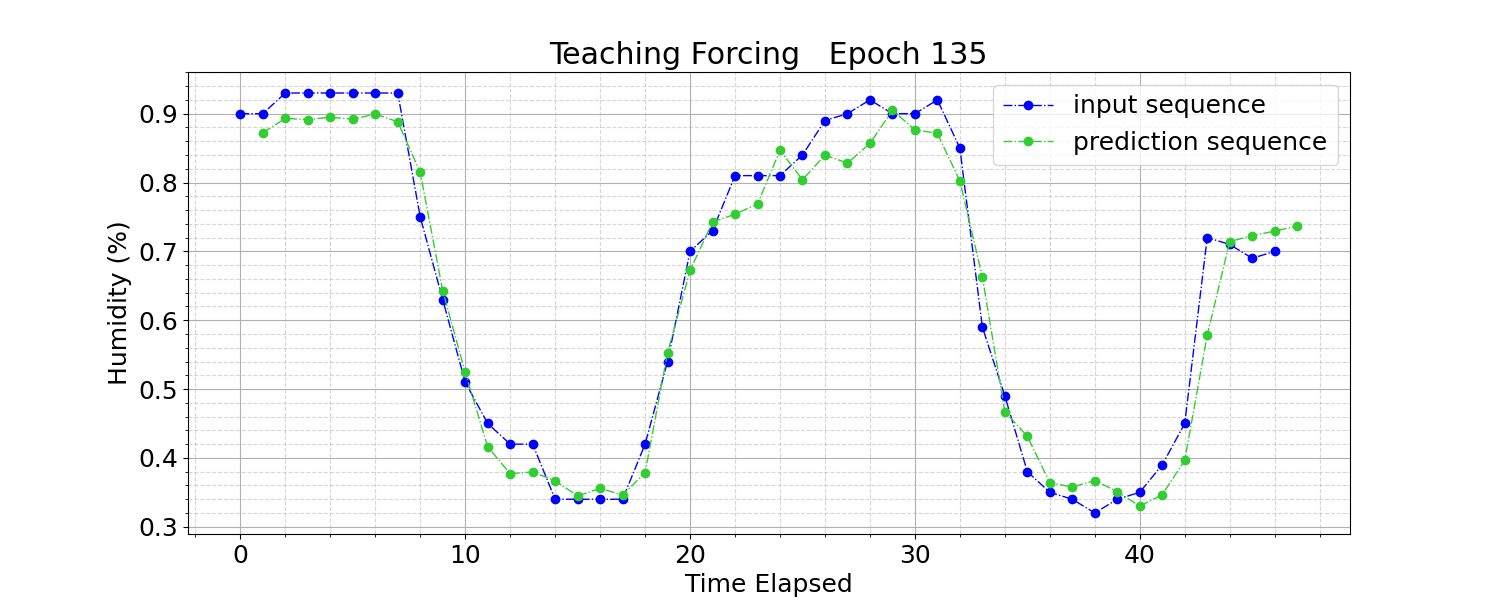 Teaching Forcing   Epoch 135
input sequence
prediction sequence
Humidity (%)
0.9
0.8
0.7
0.6
0.5
0.4
0.3
0 10 20 30 40
Time Elapsed